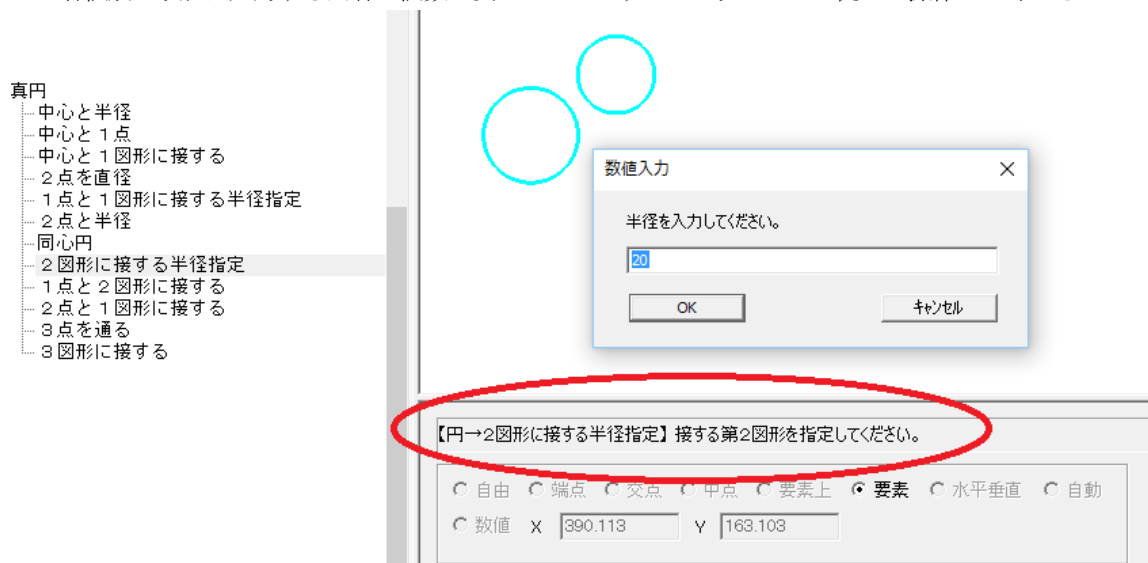 真円
中心と半径
中心と１点
中心と１図形に接する
２点を直径
１点と１図形に接する半径指定
２点と半径
同心円
２図形に接する半径指定
１点と２図形に接する
２点と１図形に接する
３点を通る
３図形に接する
数値入力
半径を入力してください。
20
OK キャンセル
【円→2図形に接する半径指定】 接する第2図形を指定してください。
自由 端点 交点 中点 要素上 要素 水平垂直 自動
数値 X 390.113 Y 163.103